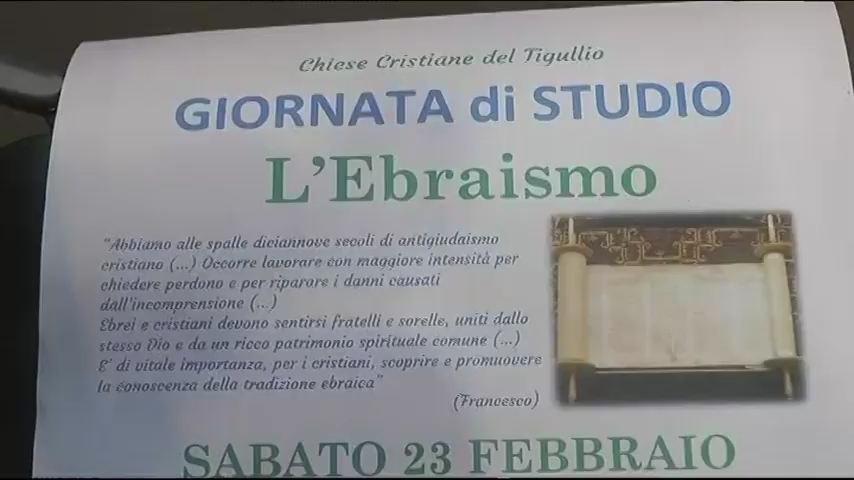 Chiese Cristiane del Tigullio
GIORNATA di STUDIO
L'Ebraismo
"Abbiamo alle spalle diciannove secoli di antigiudaismo
cristiano (...) Occorre lavorare con maggiore intensità per
chiedere perdono e per riparare i danni causati
dall'incomprensione (...)
Ebrei e cristiani devono sentirsi fratelli e sorelle, uniti dallo
stesso Dio e da un ricco patrimonio spirituale comune (...)
E' di vitale importanza, per i cristiani, scoprire e promuovere
la conoscenza della tradizione ebraica"
(Francesco)
SABATO 23 FEBBRAIO